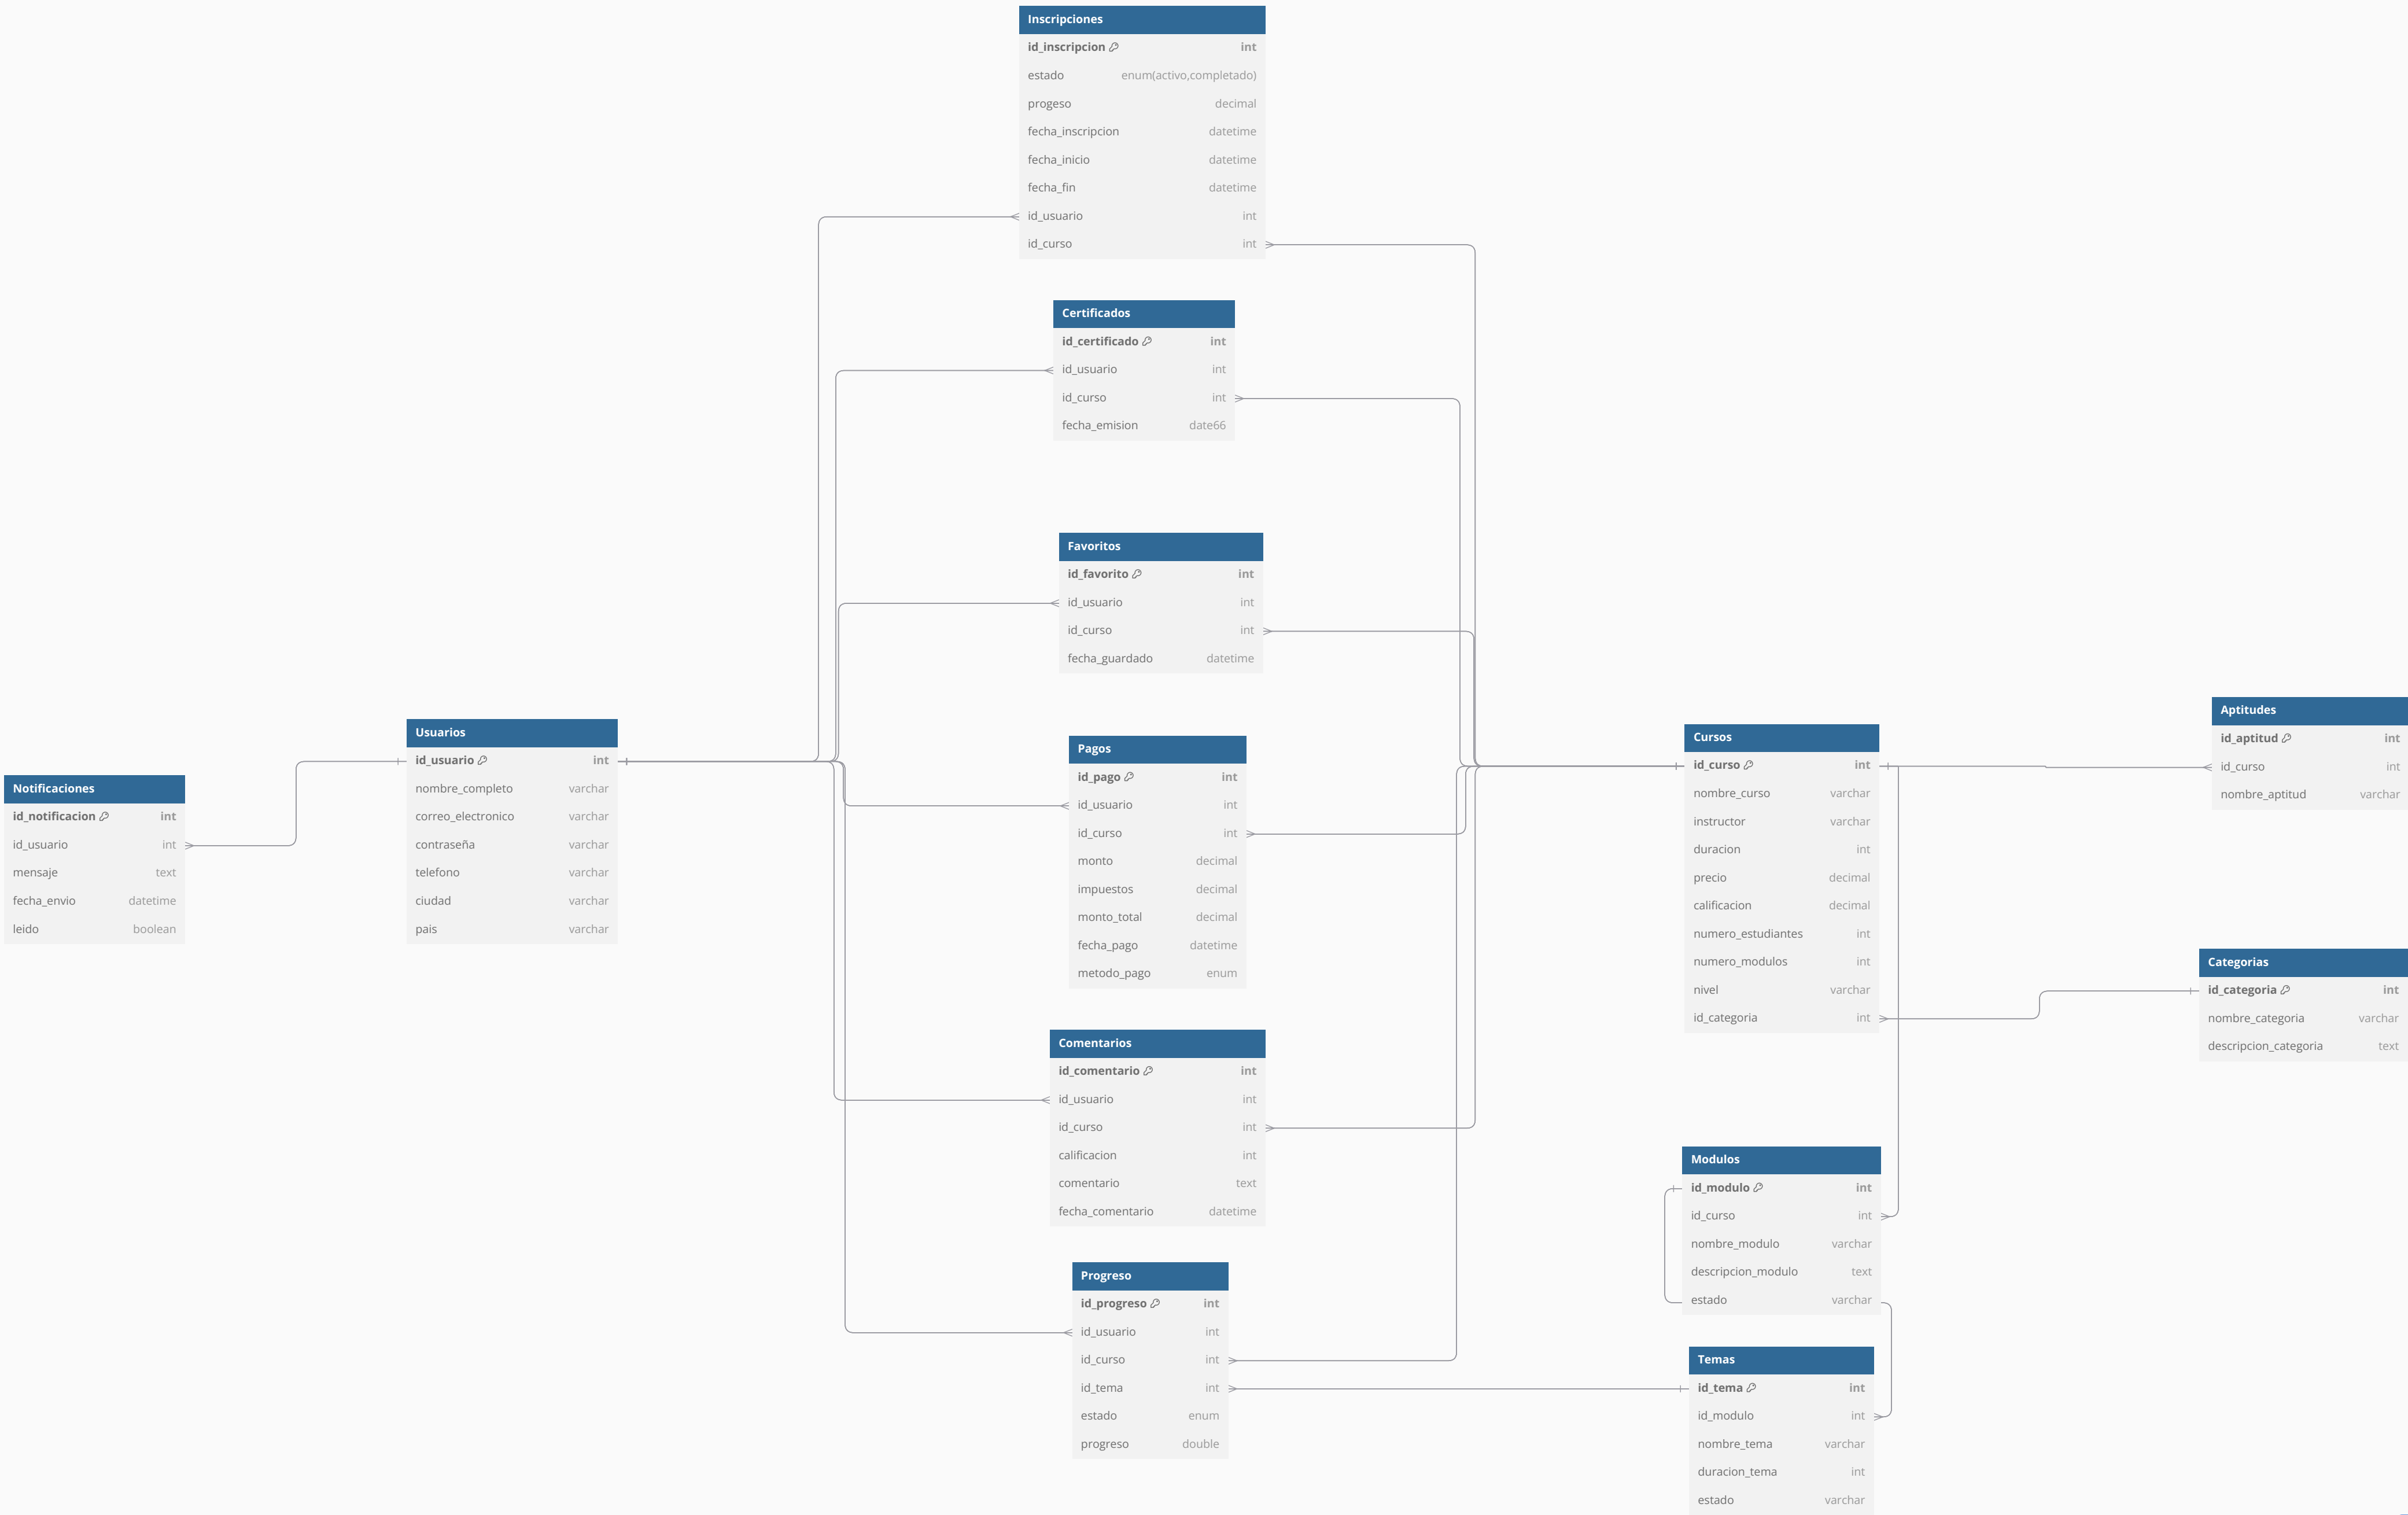 Inscripciones
id_inscripcion int
estado enum(activo,completado)
progeso decimal
fecha_inscripcion datetime
fecha_inicio datetime
fecha_fin datetime
id_usuario int
id_curso int
Certificados
id_certificado int
id_usuario int
id_curso int
fecha_emision date66
Favoritos
id_favorito int
id_usuario int
id_curso int
fecha_guardado datetime
Notificaciones
id_notificacion int
id_usuario int
mensaje text
fecha_envio datetime
leido boolean
Usuarios
id_usuario int
nombre_completo varchar
correo_electronico varchar
contraseña varchar
telefono varchar
ciudad varchar
pais varchar
Pagos
id_pago int
id_usuario int
id_curso int
monto decimal
impuestos decimal
monto_total decimal
fecha_pago datetime
metodo_pago enum
Cursos
id_curso int
nombre_curso varchar
instructor varchar
duracion int
precio decimal
calificacion decimal
numero_estudiantes int
numero_modulos int
nivel varchar
id_categoria int
Aptitudes
id_aptitud int
id_curso int
nombre_aptitud varchar
Categorias
id_categoria int
nombre_categoria varchar
descripcion_categoria text
Comentarios
id_comentario int
id_usuario int
id_curso int
calificacion int
comentario text
fecha_comentario datetime
Modulos
id_modulo int
id_curso int
nombre_modulo varchar
descripcion_modulo text
estado varchar
Progreso
id_progreso int
id_usuario int
id_curso int
id_tema int
estado enum
progreso double
Temas
id_tema int
id_modulo int
nombre_tema varchar
duracion_tema int
estado varchar